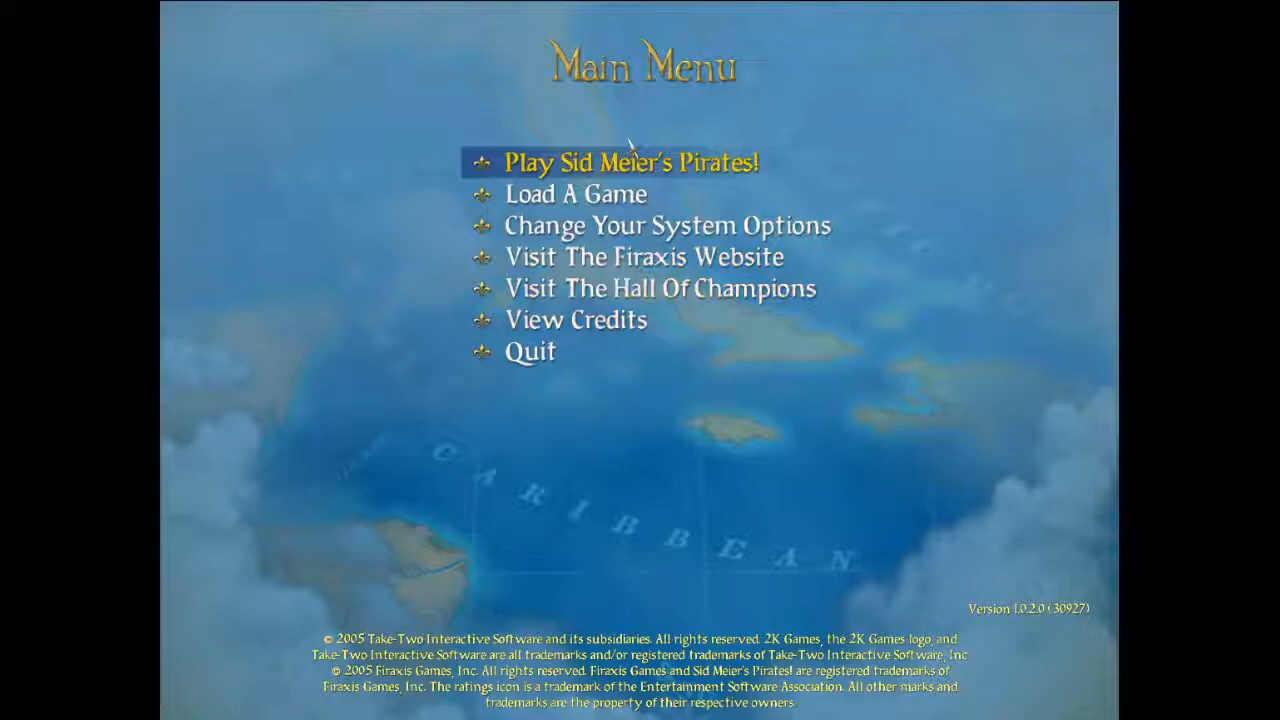 Main Menu
Play Sid Meier's Pirates!
Load A Game
Change Your System Options
Visit The Firaxis Website
Visit The Hall Of Champions
View Credits
Quit
CARIBBEAN
Version 1.0.2.0 (30927)
© 2005 Take-Two Interactive Software and its subsidiaries. All rights reserved. 2K Games, the 2K Games logo, and
Take-Two Interactive Software are all trademarks and/or registered trademarks of Take-Two Interactive Software, Inc
© 2005 Firaxis Games, Inc. All rights reserved. Firaxis Games and Sid Meier's Pirates! are registered trademarks of
Firaxis Games, Inc. The ratings icon is a trademark of the Entertainment Software Association. All other marks and
trademarks are the property of their respective owners.